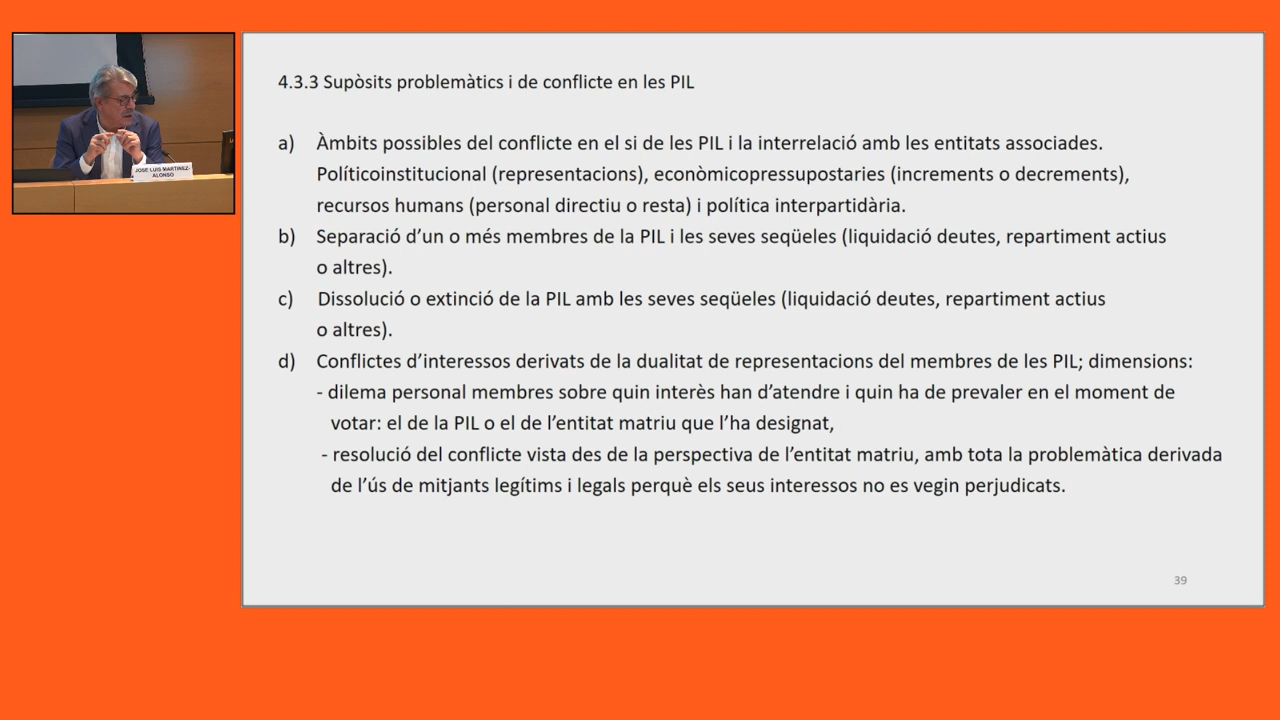 JOSE LUIS MARTINEZ-
ALONSO
4.3.3 Supòsits problemàtics i de conflicte en les PIL
a) Àmbits possibles del conflicte en el si de les PIL i la interrelació amb les entitats associades.
Políticoinstitucional (representacions), econòmicopressupostaries (increments o decrements),
recursos humans (personal directiu o resta) i política interpartidària.
b) Separació d’un o més membres de la PIL i les seves seqüeles (liquidació deutes, repartiment actius
o altres).
c) Dissolució o extinció de la PIL amb les seves seqüeles (liquidació deutes, repartiment actius
o altres).
d) Conflictes d’interessos derivats de la dualitat de representacions del membres de les PIL; dimensions:
- dilema personal membres sobre quin interès han d’atendre i quin ha de prevaler en el moment de
votar: el de la PIL o el de l’entitat matriu que l’ha designat,
- resolució del conflicte vista des de la perspectiva de l’entitat matriu, amb tota la problemàtica derivada
de l’ús de mitjants legítims i legals perquè els seus interessos no es vegin perjudicats.
39